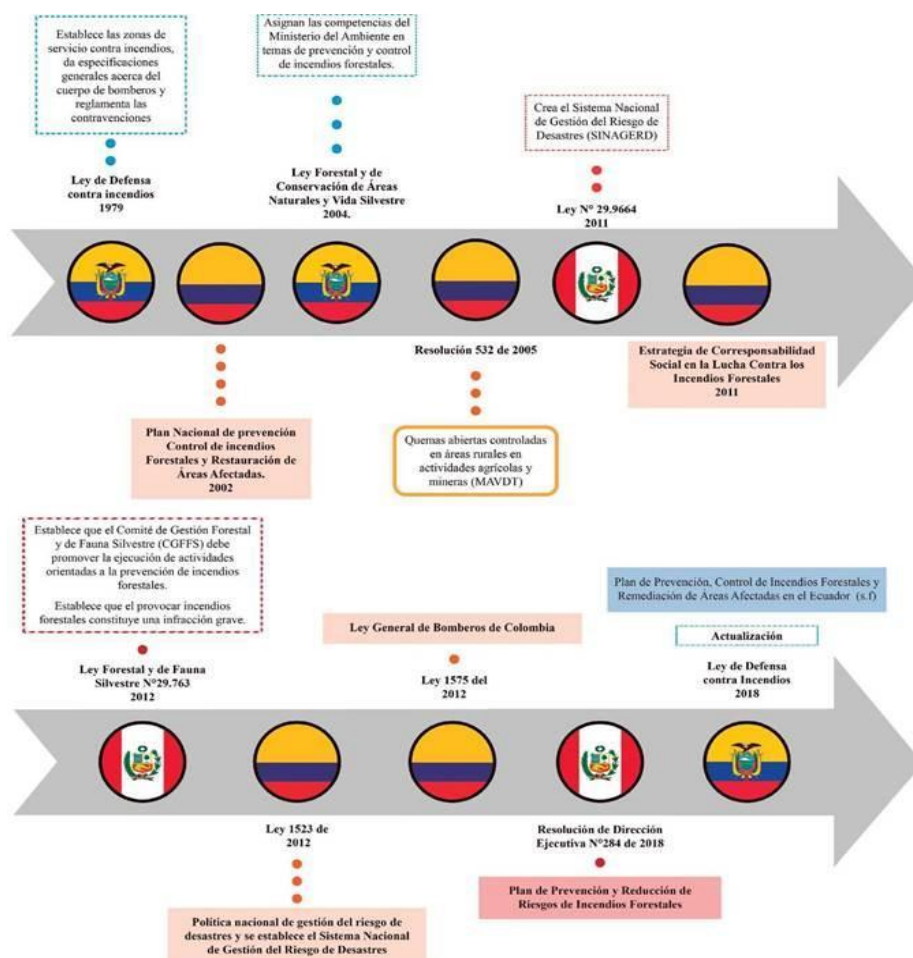 Establece las zonas de
servicio contra incendios,
da especificaciones
generales acerca del
cuerpo de bomberos y
reglamenta las
contravenciones
Ley de Defensa
contra incendios
1979
Asignan las competencias del
Ministerio del Ambiente en
temas de prevención y control
de incendios forestales.
Ley Forestal y de
Conservación de Áreas
Naturales y Vida Silvestre
2004.
Crea el Sistema Nacional
de Gestión del Riesgo de
Desastres (SINAGERD)
Ley N° 29.9664
2011
Plan Nacional de prevención
Control de incendios
Forestales y Restauración de
Áreas Afectadas.
2002
Resolución 532 de 2005
Quemas abiertas controladas
en áreas rurales en
actividades agrícolas y
mineras (MAVDT)
Estrategia de Corresponsabilidad
Social en la Lucha Contra los
Incendios Forestales
2011
Establece que el Comité de Gestión Forestal
y de Fauna Silvestre (CGFFS) debe
promover la ejecución de actividades
orientadas a la prevención de incendios
forestales.
Establece que el provocar incendios
forestales constituye una infracción grave.
Ley Forestal y de Fauna
Silvestre N°29.763
2012
Ley General de Bomberos de Colombia
Ley 1575 del
2012
Plan de Prevención, Control de Incendios Forestales y
Remediación de Áreas Afectadas en el Ecuador (s.f)
Actualización
Ley de Defensa
contra Incendios
2018
Ley 1523 de
2012
Política nacional de gestión del riesgo de
desastres y se establece el Sistema Nacional
de Gestión del Riesgo de Desastres
Resolución de Dirección
Ejecutiva N°284 de 2018
Plan de Prevención y Reducción de
Riesgos de Incendios Forestales